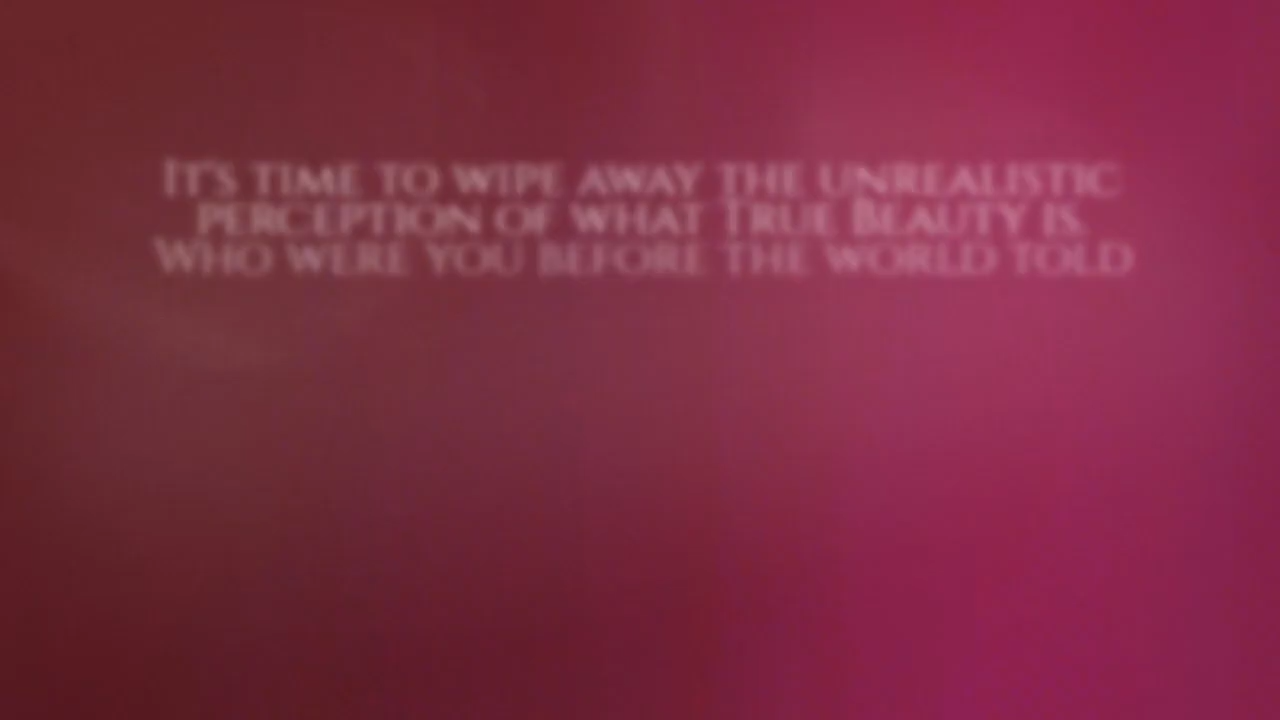 It's time to wipe away the unrealistic
perception of what True Beauty is.
Who were you before the world told